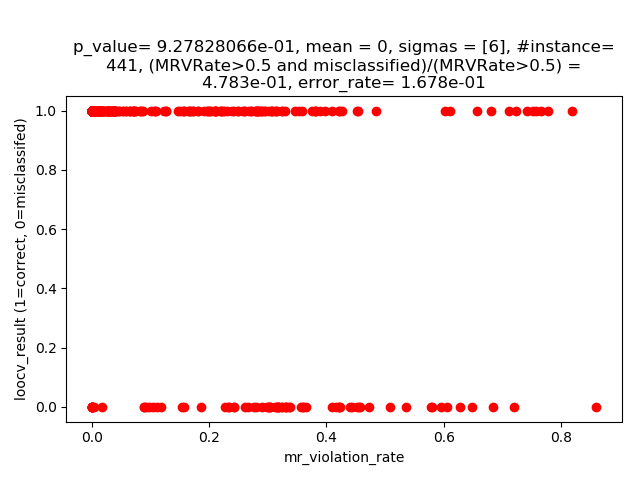 p_value= 9.27828066e-01, mean = 0, sigmas = [6], #instance=
441, (MRVRate>0.5 and misclassified)/(MRVRate>0.5) =
4.783e-01, error_rate= 1.678e-01
loocv_result (1=correct, 0=misclassifed)
1.0
0.8
0.6
0.4
0.2
0.0
0.0 0.2 0.4 0.6 0.8
mr_violation_rate